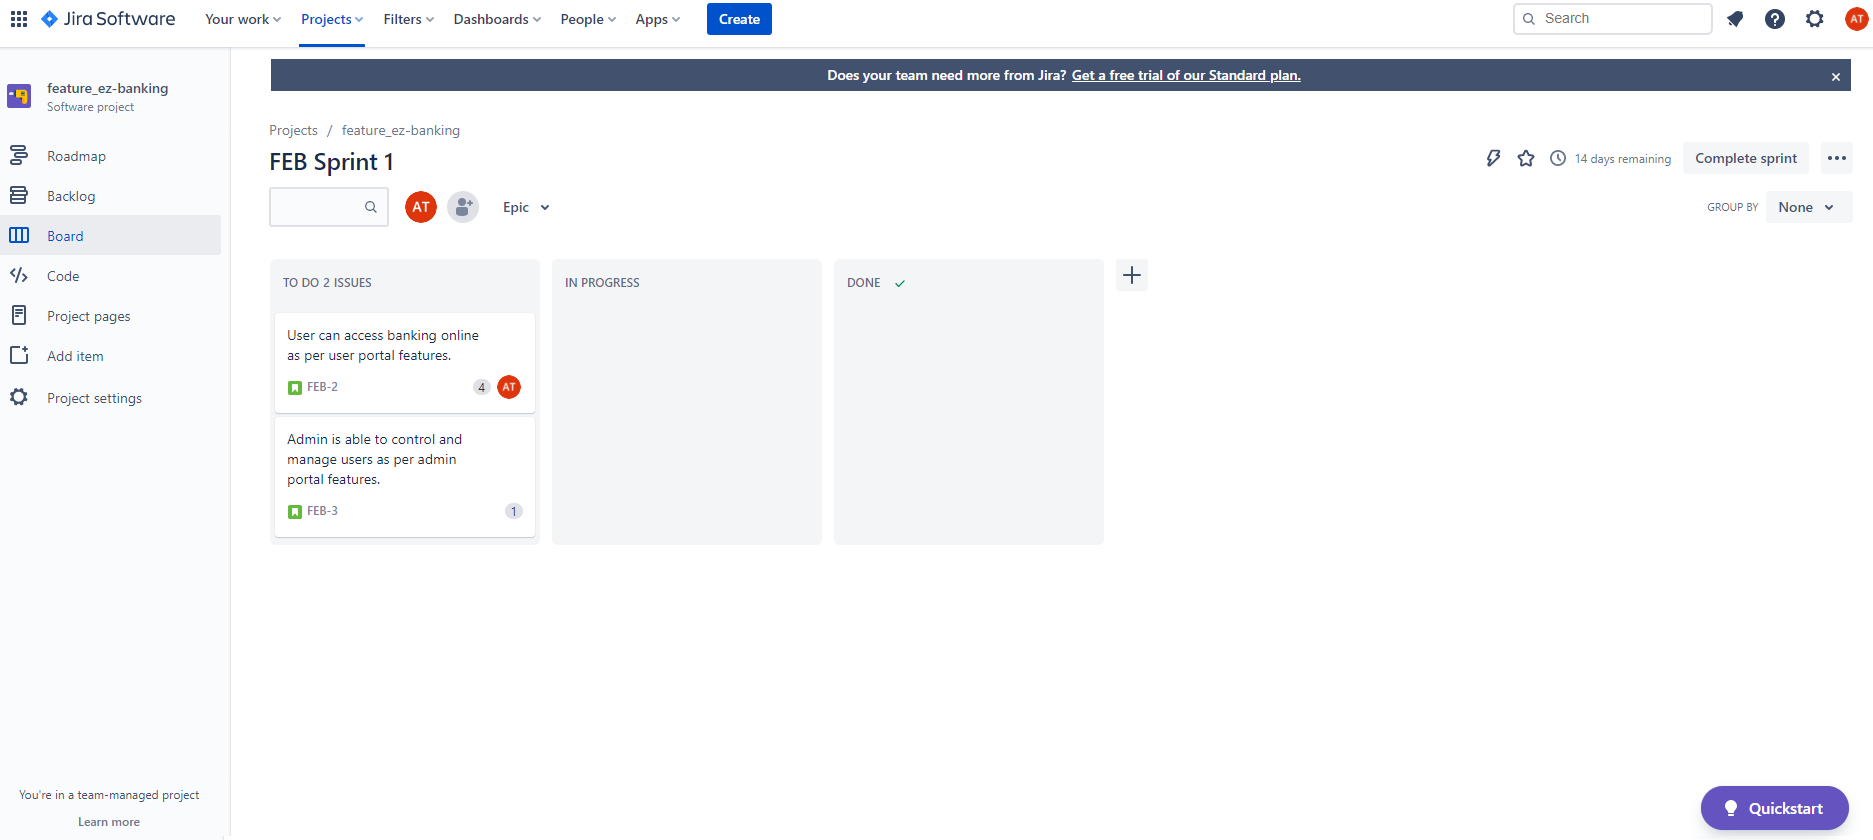 Jira Software
Your work
Projects
Filters
Dashboards
People
Apps
Create
Search
AT
feature_ez-banking
Software project
Roadmap
Backlog
Board
Code
Project pages
Add item
Project settings
You're in a team-managed project
Learn more
Does your team need more from Jira? Get a free trial of our Standard plan.
Projects / feature_ez-banking
FEB Sprint 1
14 days remaining
Complete sprint
AT
Epic
GROUP BY
None
TO DO 2 ISSUES
User can access banking online
as per user portal features.
FEB-2
4
AT
Admin is able to control and
manage users as per admin
portal features.
FEB-3
1
IN PROGRESS
DONE
Quickstart